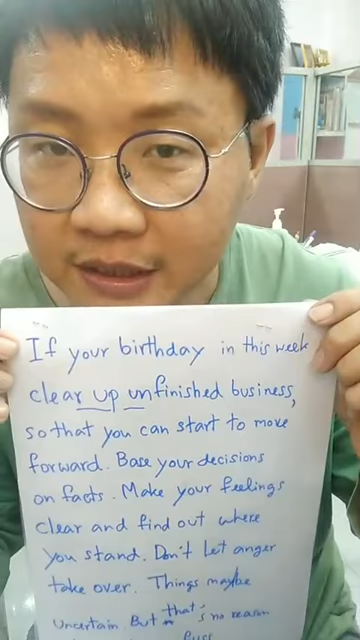 If your birthday in this week
clear up unfinished business,
so that you can start to move
forward. Base your decisions
on facts. Make your feelings
clear and find out where
you stand. Don't let anger
take over. Things maybe
Uncertain But that's no reason